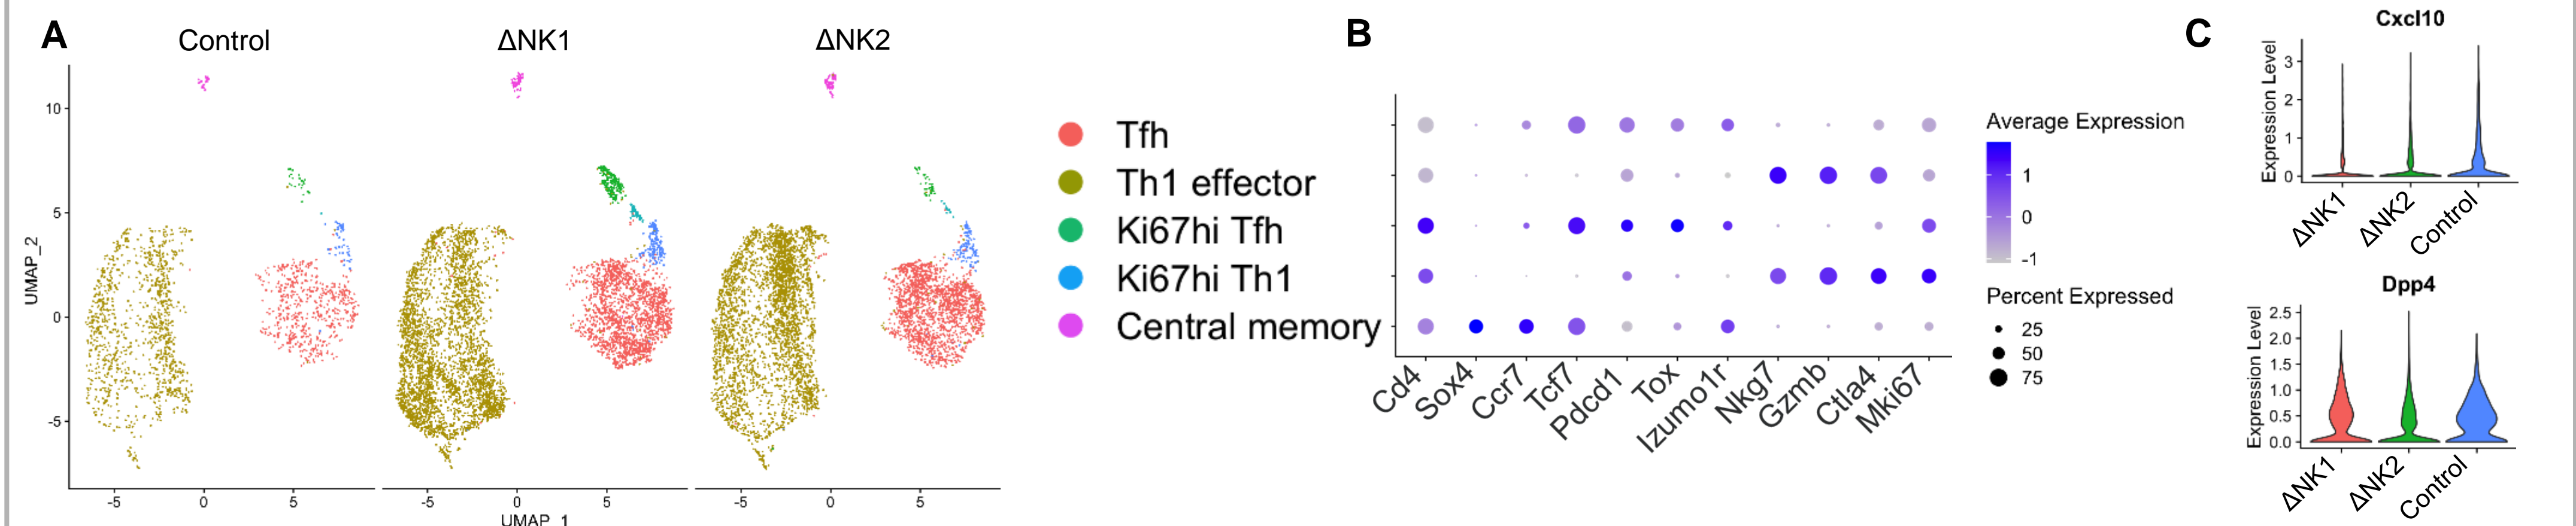 A
Control
ΔNK1
ΔNK2
UMAP_2
10
5
0
-5
-5 0 5
-5 0 5
-5 0 5
UMAP_1
Tfh
Th1 effector
Ki67hi Tfh
Ki67hi Th1
Central memory
B
Cd4
Sox4
Ccr7
Tcf7
Pdcd1
Tox
Izumo1r
Nkg7
Gzmb
Ctla4
Mki67
Average Expression
1
0
-1
Percent Expressed
25
50
75
C
Cxcl10
Expression Level
3
2
1
0
ΔNK1
ΔNK2
Control
Dpp4
Expression Level
2.5
2.0
1.5
1.0
0.5
0.0
ΔNK1
ΔNK2
Control